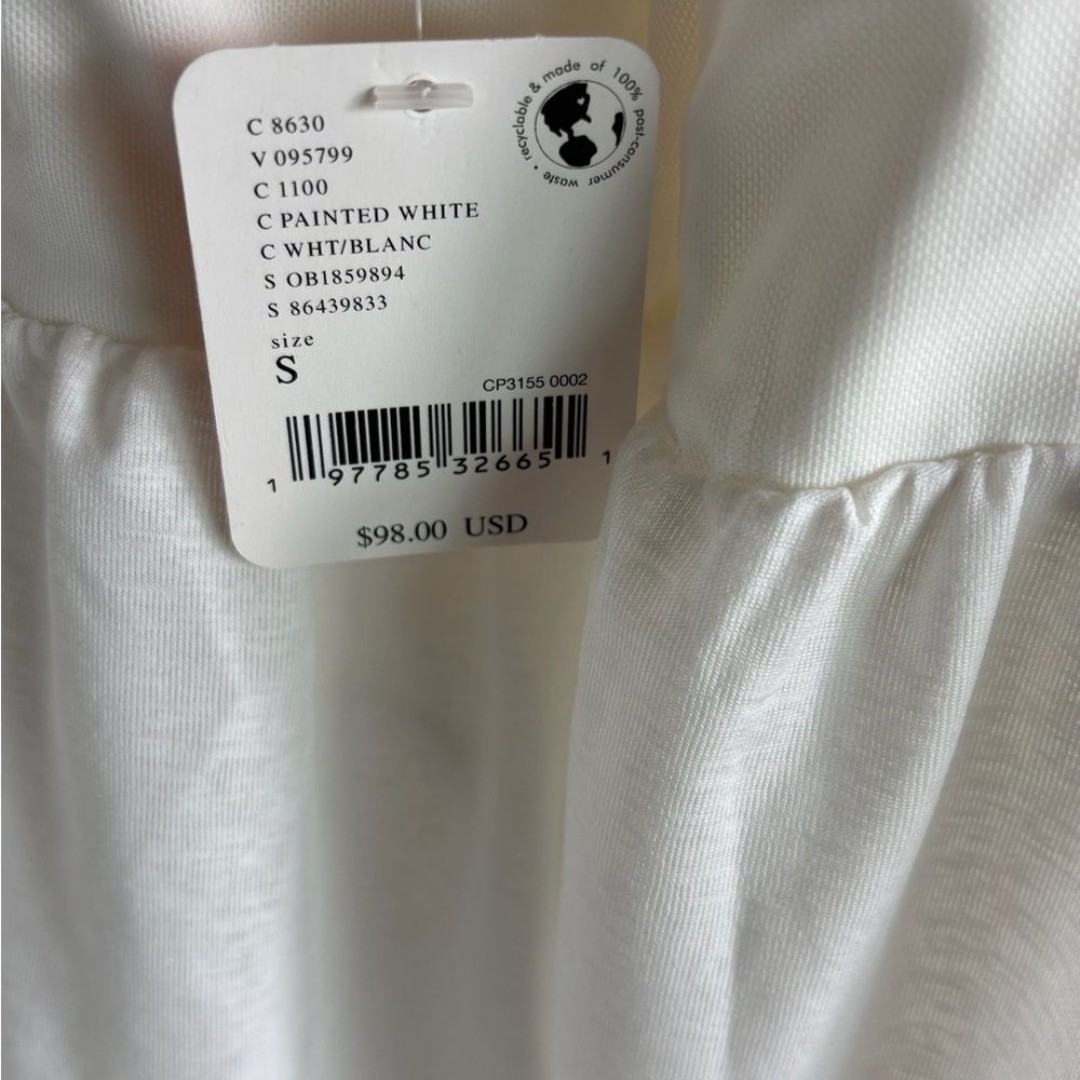 C 8630
V 095799
C 1100
C PAINTED WHITE
C WHT/BLANC
S OB1859894
S 86439833
size
S
recyclable & made of 100% post-consumer waste •
CP3155 0002
1 97785 32665 1
$98.00 USD